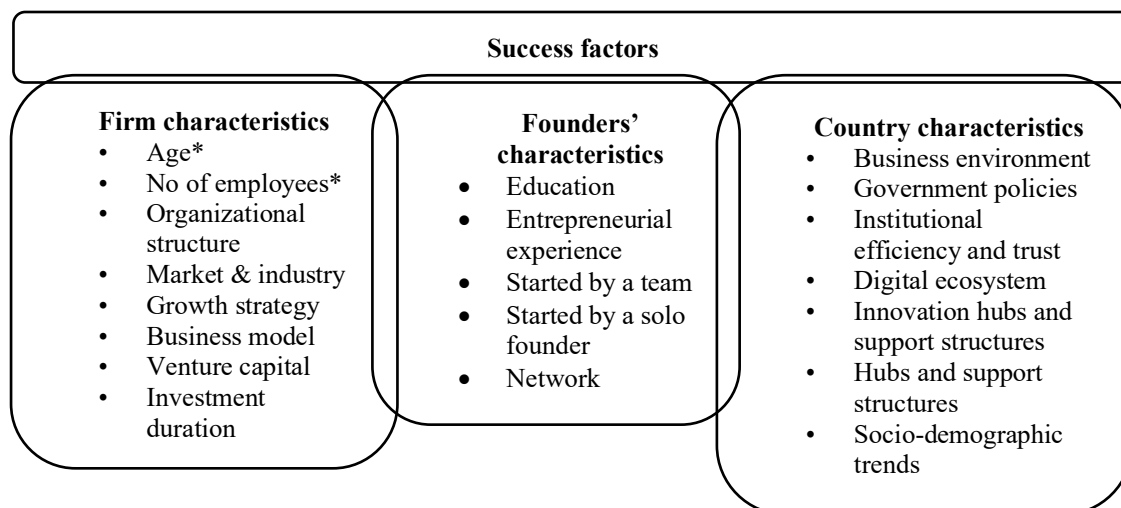 Success factors
Firm characteristics
• Age*
• No of employees*
• Organizational
structure
• Market & industry
• Growth strategy
• Business model
• Venture capital
• Investment
duration
Founders’
characteristics
• Education
• Entrepreneurial
experience
• Started by a team
• Started by a solo
founder
• Network
Country characteristics
• Business environment
• Government policies
• Institutional
efficiency and trust
• Digital ecosystem
• Innovation hubs and
support structures
• Hubs and support
structures
• Socio-demographic
trends